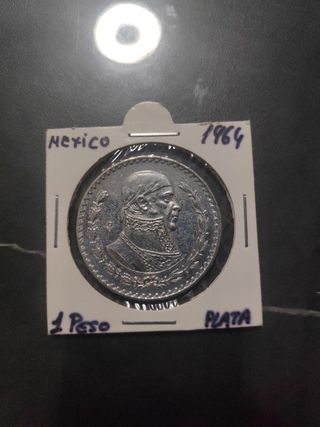 MExico 1964
1 PESO PLATA